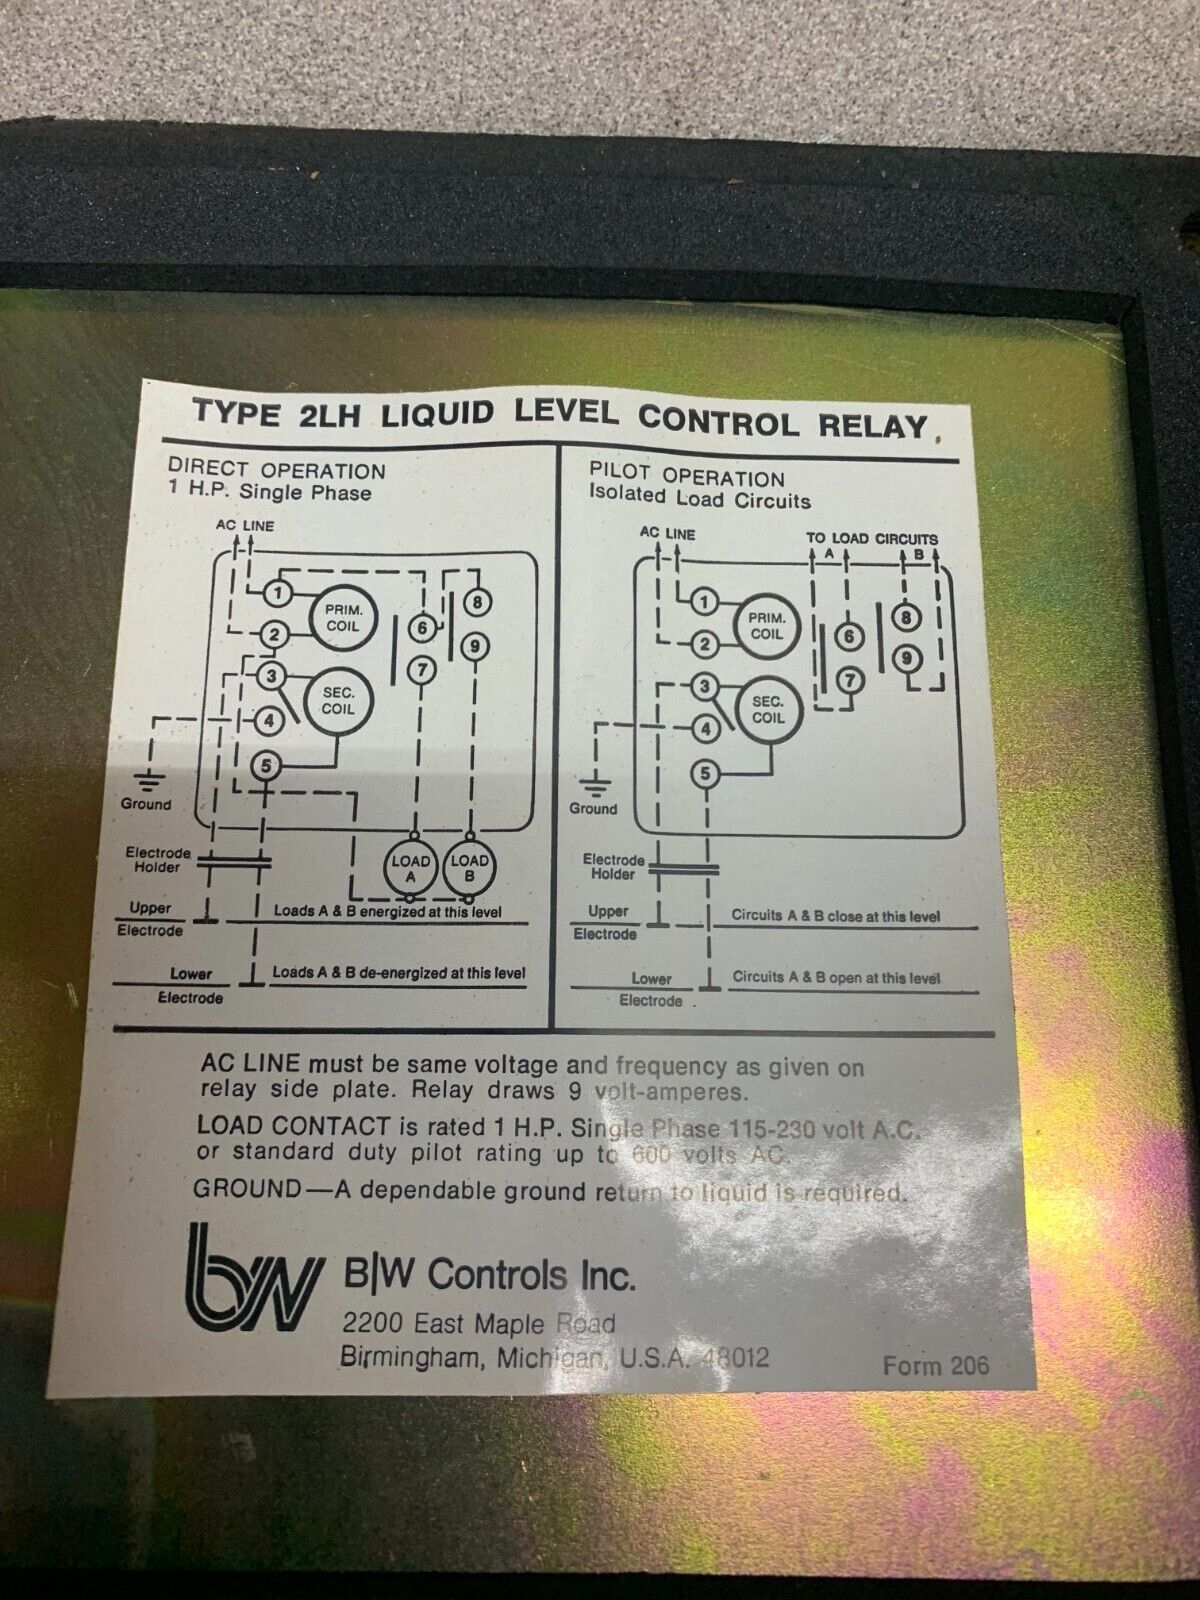 TYPE 2LH LIQUID LEVEL CONTROL RELAY
DIRECT OPERATION
1 H.P. Single Phase
AC LINE
1
PRIM.
COIL
2
3
SEC.
COIL
4
5
6
7
8
9
Ground
Electrode
Holder
LOAD
A
LOAD
B
Upper
Electrode
Loads A & B energized at this level
Lower
Electrode
Loads A & B de-energized at this level
PILOT OPERATION
Isolated Load Circuits
AC LINE
TO LOAD CIRCUITS
A B
1
PRIM.
COIL
2
3
SEC.
COIL
4
5
6
7
8
9
Ground
Electrode
Holder
Upper
Electrode
Circuits A & B close at this level
Lower
Electrode
Circuits A & B open at this level
AC LINE must be same voltage and frequency as given on
relay side plate. Relay draws 9 volt-amperes.
LOAD CONTACT is rated 1 H.P. Single Phase 115-230 volt A.C.
or standard duty pilot rating up to 600 volts AC.
GROUND—A dependable ground return to liquid is required.
bw B|W Controls Inc.
2200 East Maple Road
Birmingham, Michigan, U.S.A. 48012
Form 206